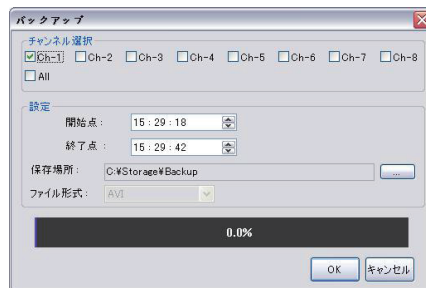 バックアップ
チャンネル選択
Ch-1 Ch-2 Ch-3 Ch-4 Ch-5 Ch-6 Ch-7 Ch-8
All
設定
開始点: 15:29:18
終了点: 15:29:42
保存場所: C:¥Storage¥Backup ...
ファイル形式: AVI
0.0%
OK キャンセル